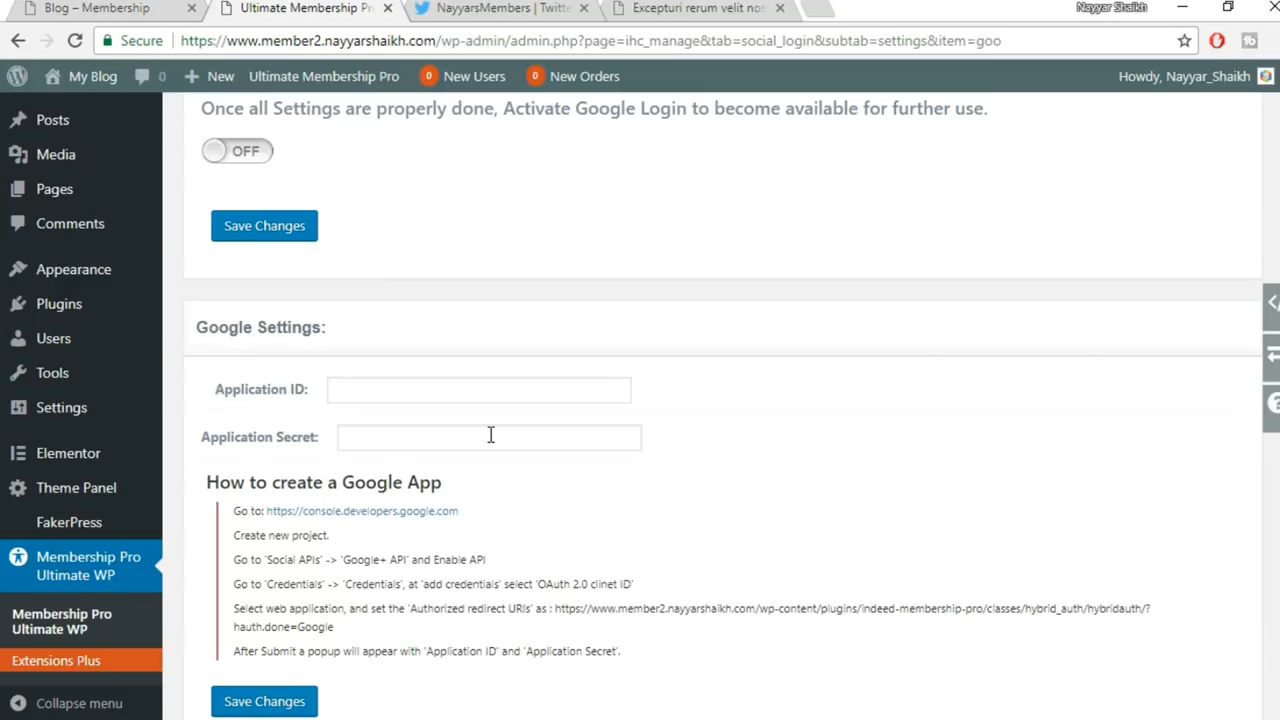 Blog – Membership
Ultimate Membership Pr
NayyarsMembers | Twitte
Excepturi rerum velit nos
Nayyar Shaikh
Secure
https://www.member2.nayyarshaikh.com/wp-admin/admin.php?page=ihc_manage&tab=social_login&subtab=settings&item=goo
My Blog
0
New
Ultimate Membership Pro
0 New Users
0 New Orders
Howdy, Nayyar_Shaikh
Posts
Media
Pages
Comments
Appearance
Plugins
Users
Tools
Settings
Elementor
Theme Panel
FakerPress
Membership Pro
Ultimate WP
Membership Pro
Ultimate WP
Extensions Plus
Collapse menu
Once all Settings are properly done, Activate Google Login to become available for further use.
OFF
Save Changes
Google Settings:
Application ID:
Application Secret:
How to create a Google App
Go to: https://console.developers.google.com
Create new project.
Go to 'Social APIs' -> 'Google+ API' and Enable API
Go to 'Credentials' -> 'Credentials', at 'add credentials' select 'OAuth 2.0 clinet ID'
Select web application, and set the 'Authorized redirect URIs' as : https://www.member2.nayyarshaikh.com/wp-content/plugins/indeed-membership-pro/classes/hybrid_auth/hybridauth/?
hauth.done=Google
After Submit a popup will appear with 'Application ID' and 'Application Secret'.
Save Changes